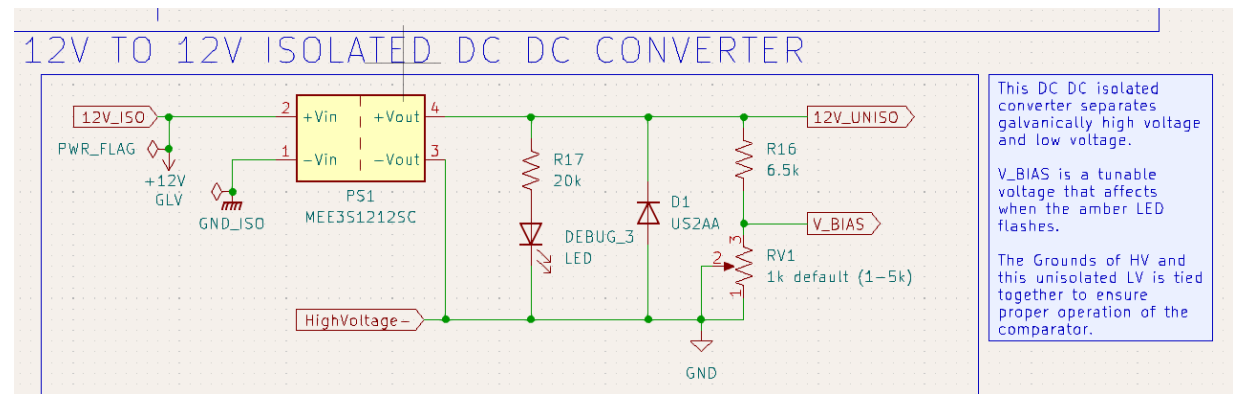 12V TO 12V ISOLATED DC DC CONVERTER
12V_ISO
PWR_FLAG
+12V
GLV
GND_ISO
2
1
+Vin
-Vin
+Vout
-Vout
4
3
PS1
MEE3S1212SC
R17
20k
DEBUG_3
LED
D1
US2AA
12V_UNISO
R16
6.5k
V_BIAS
3
2
1
RV1
1k default (1-5k)
HighVoltage-
GND
This DC DC isolated
converter separates
galvanically high voltage
and low voltage.
V_BIAS is a tunable
voltage that affects
when the amber LED
flashes.
The Grounds of HV and
this unisolated LV is tied
together to ensure
proper operation of the
comparator.